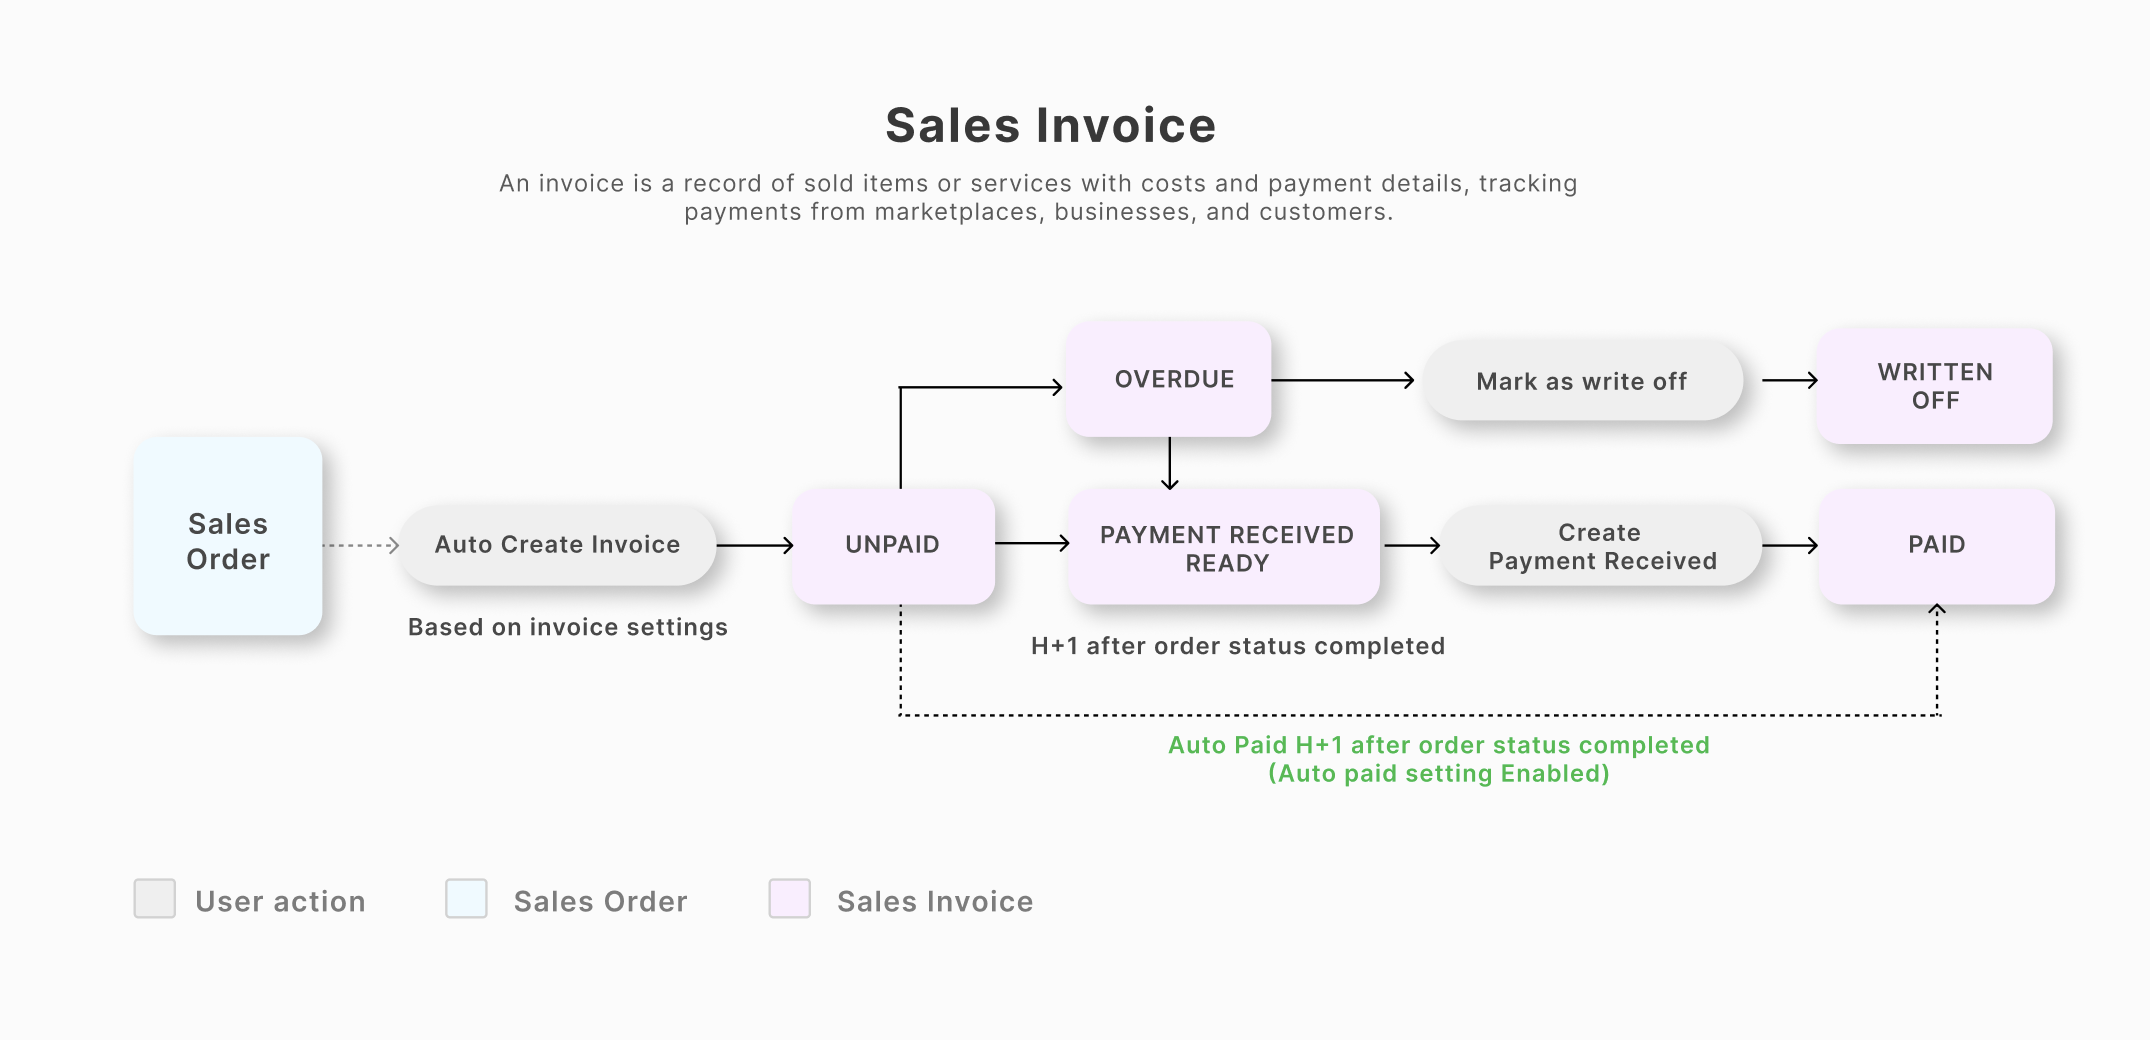 Sales Invoice
An invoice is a record of sold items or services with costs and payment details, tracking
payments from marketplaces, businesses, and customers.
OVERDUE
Mark as write off
WRITTEN
OFF
Sales
Order
Auto Create Invoice
Based on invoice settings
UNPAID
PAYMENT RECEIVED
READY
H+1 after order status completed
Create
Payment Received
PAID
Auto Paid H+1 after order status completed
(Auto paid setting Enabled)
User action
Sales Order
Sales Invoice